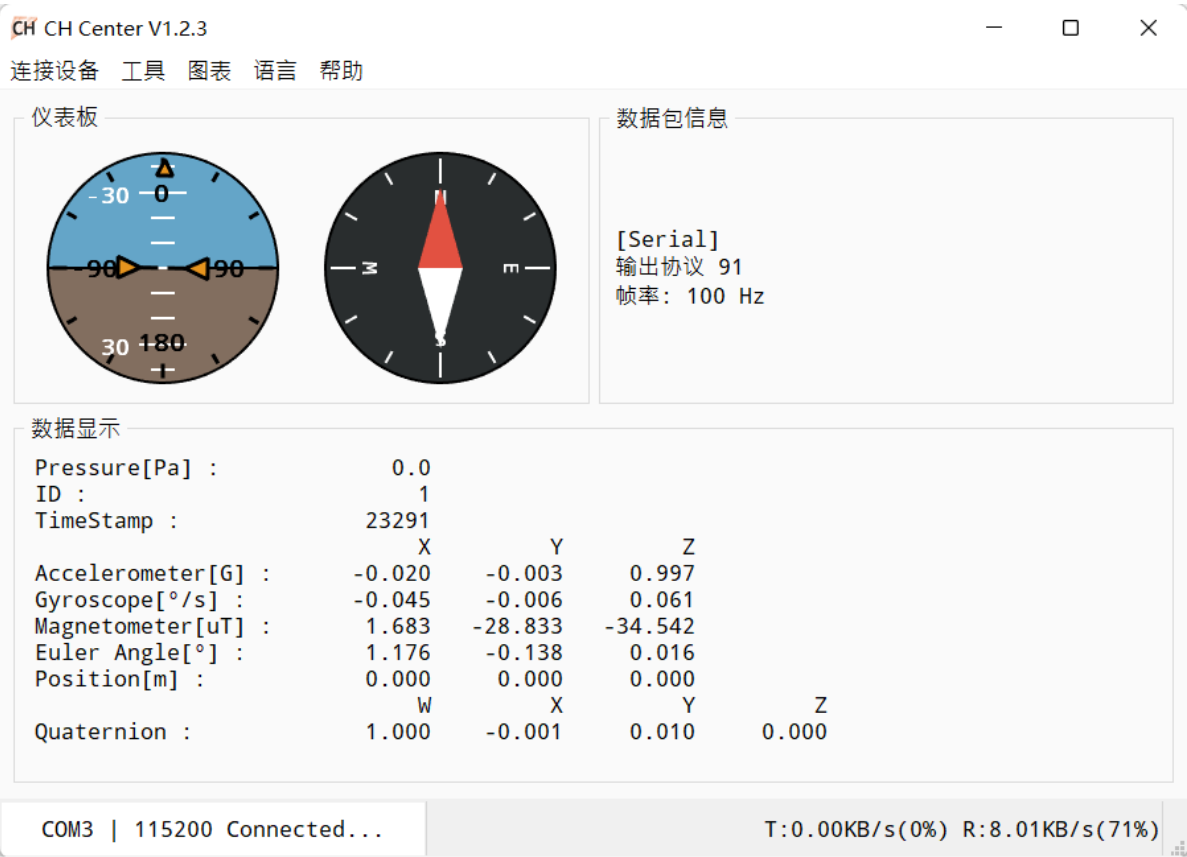 CH CH Center V1.2.3
连接设备 工具 图表 语言 帮助
仪表板
-30 0
-90 90
30 180
N
W E
S
数据包信息
[Serial]
输出协议 91
帧率: 100 Hz
数据显示
Pressure[Pa] : 0.0
ID : 1
TimeStamp : 23291
X Y Z
Accelerometer[G] : -0.020 -0.003 0.997
Gyroscope[º/s] : -0.045 -0.006 0.061
Magnetometer[uT] : 1.683 -28.833 -34.542
Euler Angle[º] : 1.176 -0.138 0.016
Position[m] : 0.000 0.000 0.000
W X Y Z
Quaternion : 1.000 -0.001 0.010 0.000
COM3 | 115200 Connected... T:0.00KB/s(0%) R:8.01KB/s(71%)